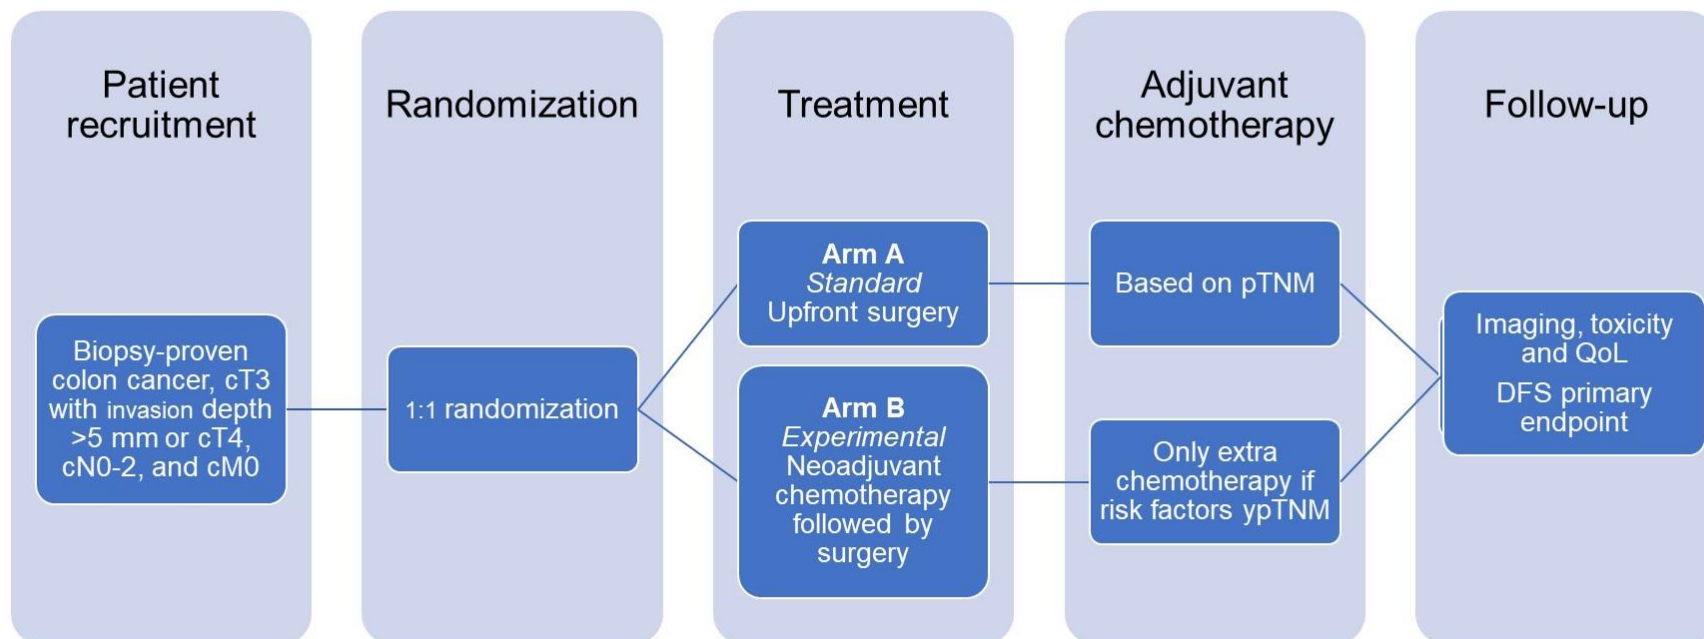 Patient
recruitment
Randomization
Treatment
Adjuvant
chemotherapy
Follow-up
Biopsy-proven
colon cancer, cT3
with invasion depth
>5 mm or cT4,
cN0-2, and cM0
1:1 randomization
Arm A
Standard
Upfront surgery
Arm B
Experimental
Neoadjuvant
chemotherapy
followed by
surgery
Based on pTNM
Only extra
chemotherapy if
risk factors ypTNM
Imaging, toxicity
and QoL
DFS primary
endpoint